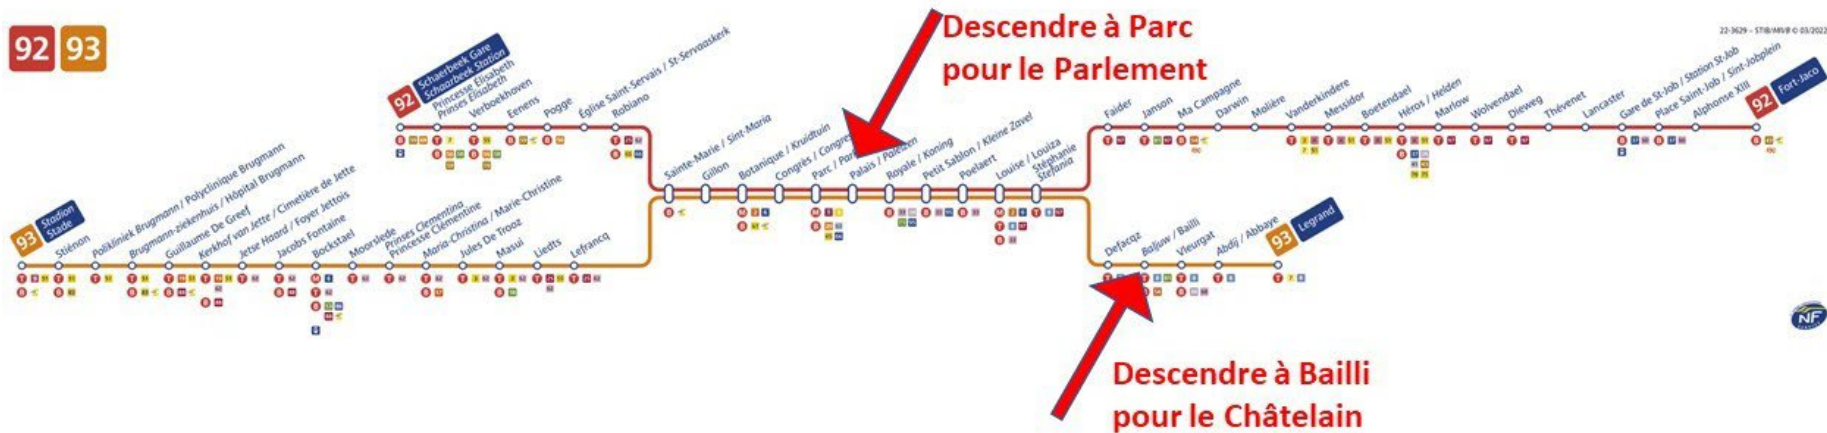 92 93
Descendre à Parc
pour le Parlement
22-3629 – STIB/MIVB © 03/2022
92 Schaerbeek Gare
Schaarbeek Station
Princesse Elisabeth
Prinses Elisabeth
Verboekhoven
Eenens
Pogge
Église Saint-Servais / St-Servaaskerk
Robiano
Sainte-Marie / Sint-Maria
Gillon
Botanique / Kruidtuin
Congrès / Congres
Parc / Park
Palais / Paleizen
Royale / Koning
Petit Sablon / Kleine Zavel
Poelaert
Louise / Louiza
Stéphanie
Stefania
Faider
Janson
Ma Campagne
Darwin
Molière
Vanderkindere
Messidor
Boetendael
Héros / Helden
Marlow
Wolvendael
Dieweg
Thévenet
Lancaster
Gare de St-Job / Station St-Job
Place Saint-Job / Sint-Jobplein
Alphonse XIII
92 Fort-Jaco
93 Stadion
Stade
Stiénon
Polikliniek Brugmann / Polyclinique Brugmann
Brugmann-ziekenhuis / Hôpital Brugmann
Guillaume De Greef
Kerkhof van Jette / Cimetière de Jette
Jetse Haard / Foyer Jettois
Jacobs Fontaine
Bockstael
Moorslede
Prinses Clementina
Princesse Clémentine
Maria-Christina / Marie-Christine
Jules De Trooz
Masui
Liedts
Lefrancq
Defacqz
Baljuw / Bailli
Vleurgat
Abdij / Abbaye
93 Legrand
NF
Descendre à Bailli
pour le Châtelain